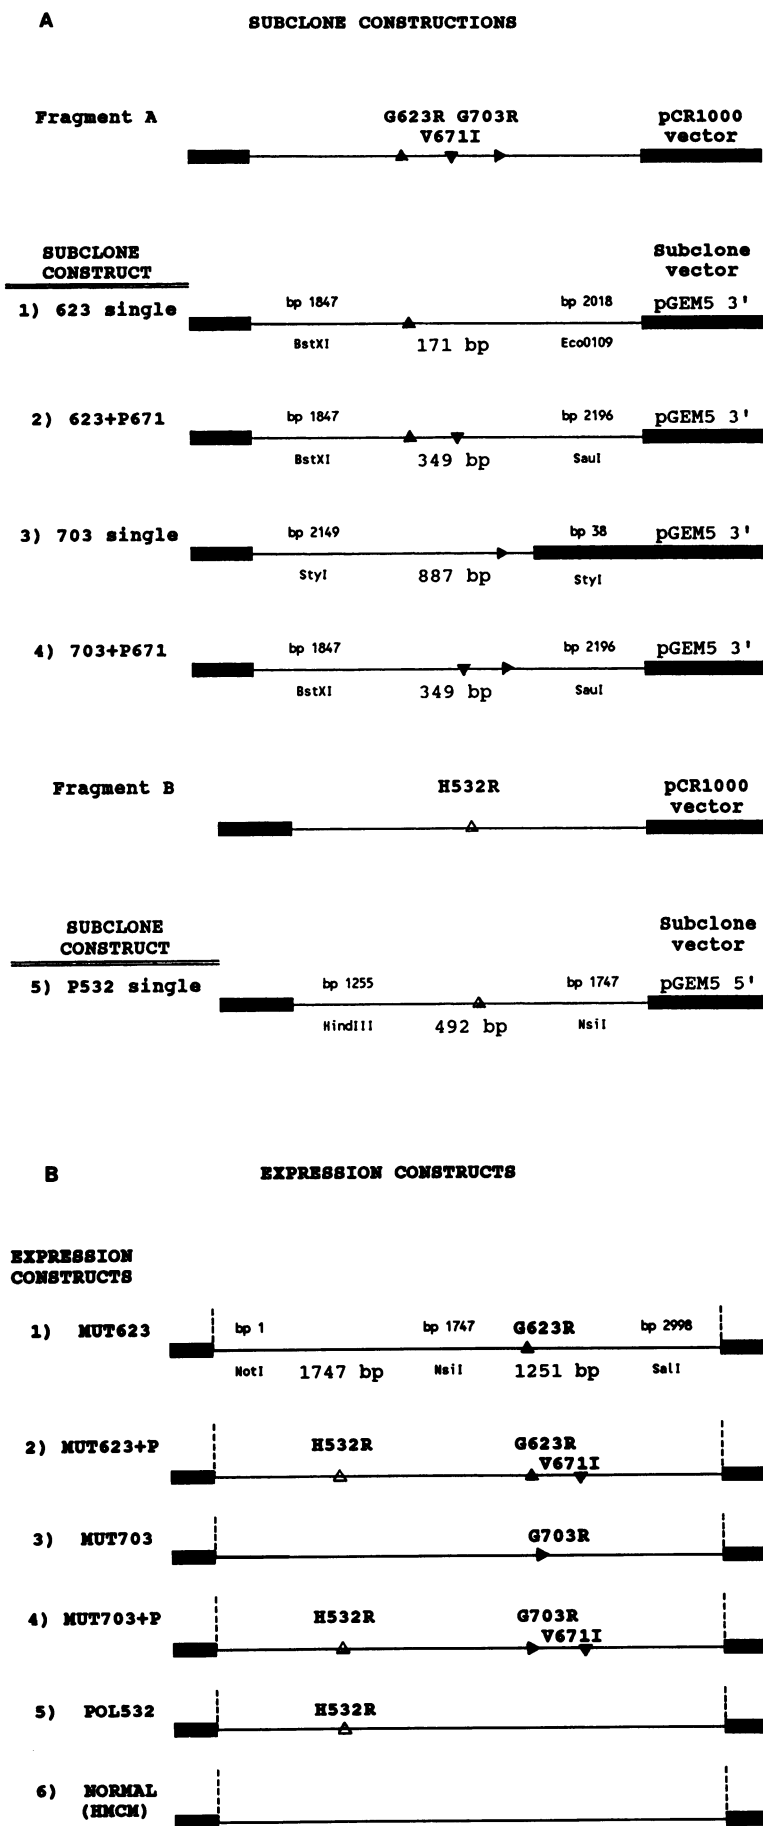 A SUBCLONE CONSTRUCTIONS
Fragment A G623R G703R pCR1000
V671I vector
SUBCLONE Subclone
CONSTRUCT vector
1) 623 single bp 1847 bp 2018 pGEM5 3'
BstXI 171 bp Eco0109
2) 623+P671 bp 1847 bp 2196 pGEM5 3'
BstXI 349 bp SauI
3) 703 single bp 2149 bp 38 pGEM5 3'
StyI 887 bp StyI
4) 703+P671 bp 1847 bp 2196 pGEM5 3'
BstXI 349 bp SauI
Fragment B H532R pCR1000
vector
SUBCLONE Subclone
CONSTRUCT vector
5) P532 single bp 1255 bp 1747 pGEM5 5'
HindIII 492 bp NsiI
B EXPRESSION CONSTRUCTS
EXPRESSION
CONSTRUCTS
1) MUT623 bp 1 bp 1747 G623R bp 2998
NotI 1747 bp NsiI 1251 bp SalI
2) MUT623+P H532R G623R
V671I
3) MUT703 G703R
4) MUT703+P H532R G703R
V671I
5) POL532 H532R
6) NORMAL
(HMCM)